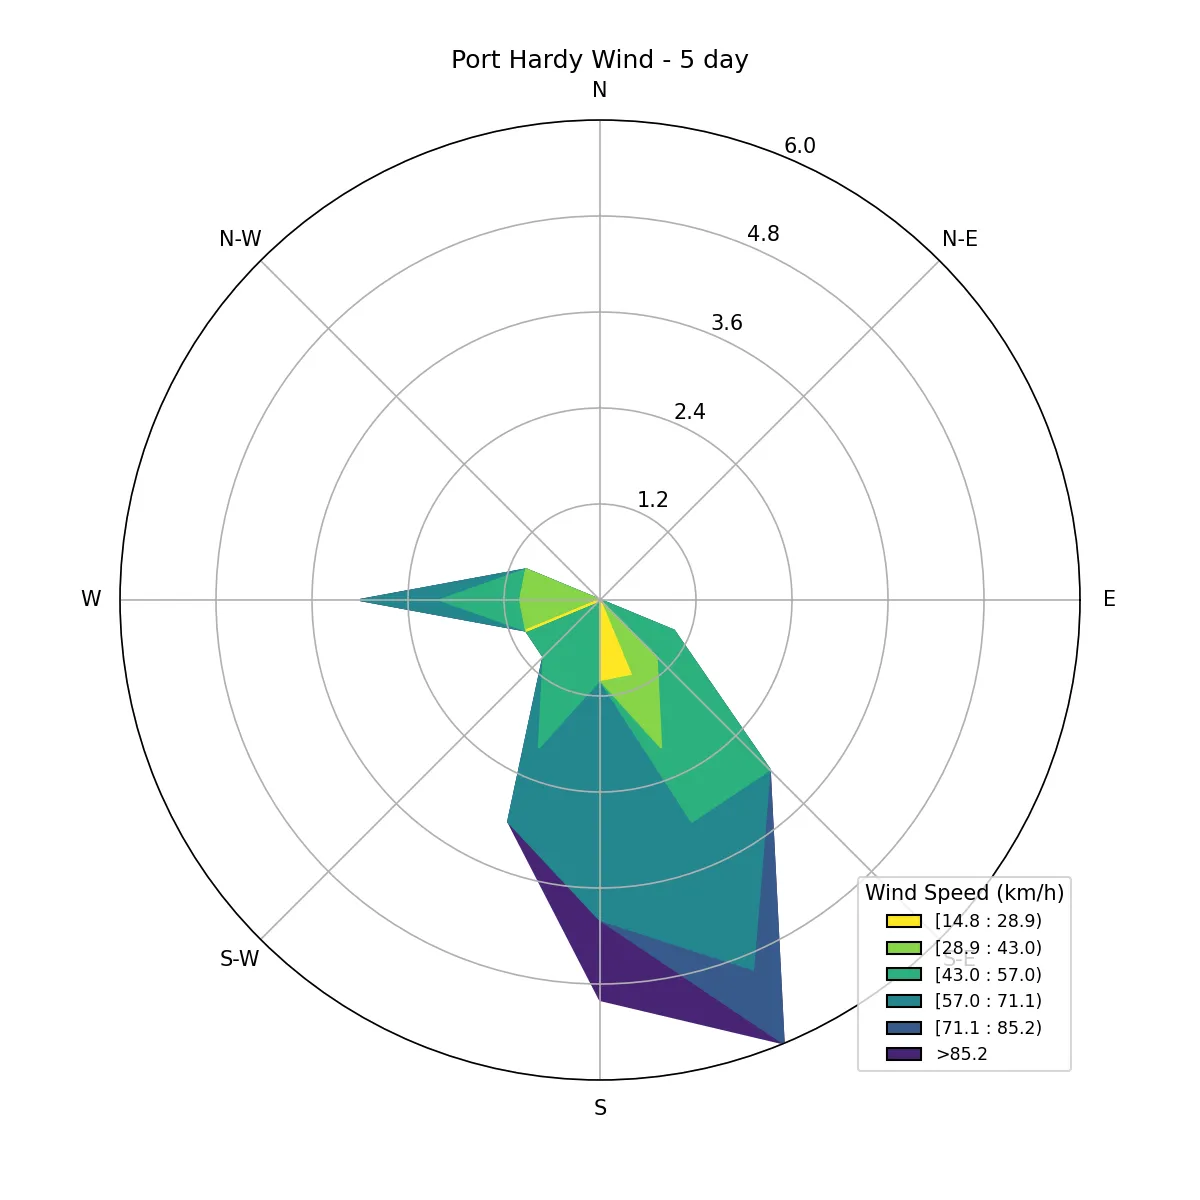 Port Hardy Wind - 5 day
N
6.0
N-W
4.8
N-E
3.6
2.4
1.2
W
E
Wind Speed (km/h)
[14.8 : 28.9)
[28.9 : 43.0)
S-W
S-E
[43.0 : 57.0)
[57.0 : 71.1)
[71.1 : 85.2)
>85.2
S